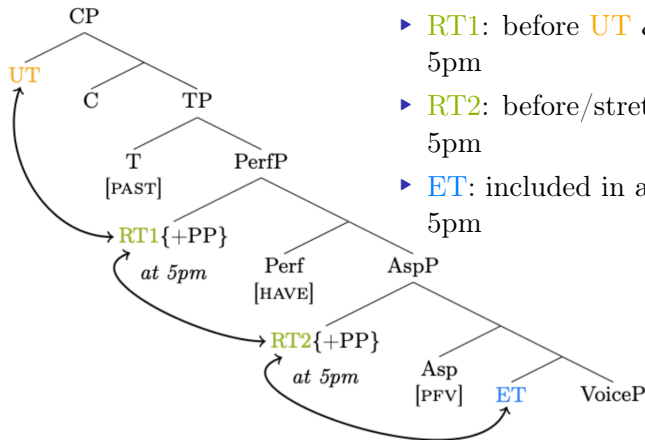 CP
UT
C
TP
T
[PAST]
PerfP
RT1{+PP}
at 5pm
Perf
[HAVE]
AspP
RT2{+PP}
at 5pm
Asp
[PFV]
ET
VoiceP
▸ RT1: before UT &
5pm
▸ RT2: before/stret
5pm
▸ ET: included in a
5pm